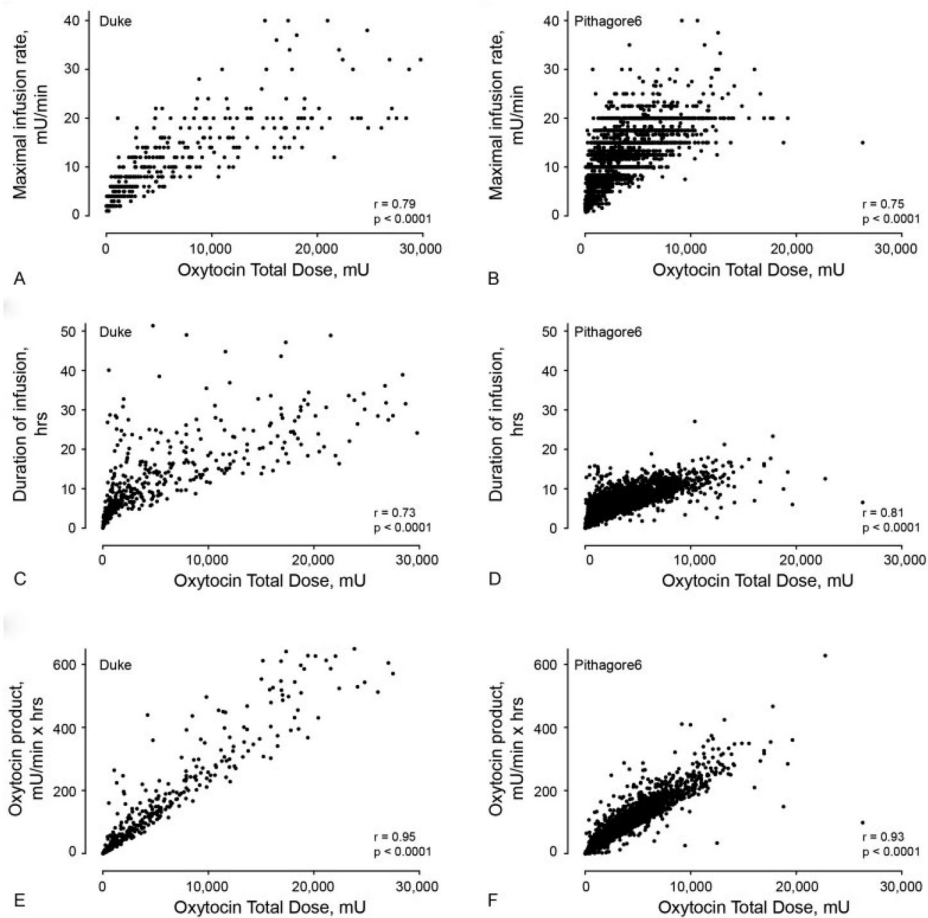 Duke
Maximal infusion rate,
mU/min
40
30
20
10
0
r = 0.79
p < 0.0001
0
10,000
20,000
30,000
Oxytocin Total Dose, mU
A
Pithagore6
Maximal infusion rate,
mU/min
40
30
20
10
0
r = 0.75
p < 0.0001
0
10,000
20,000
30,000
Oxytocin Total Dose, mU
B
Duke
Duration of infusion,
hrs
50
40
30
20
10
0
r = 0.73
p < 0.0001
0
10,000
20,000
30,000
Oxytocin Total Dose, mU
C
Pithagore6
Duration of infusion,
hrs
50
40
30
20
10
0
r = 0.81
p < 0.0001
0
10,000
20,000
30,000
Oxytocin Total Dose, mU
D
Duke
Oxytocin product,
mU/min x hrs
600
400
200
0
r = 0.95
p < 0.0001
0
10,000
20,000
30,000
Oxytocin Total Dose, mU
E
Pithagore6
Oxytocin product,
mU/min x hrs
600
400
200
0
r = 0.93
p < 0.0001
0
10,000
20,000
30,000
Oxytocin Total Dose, mU
F